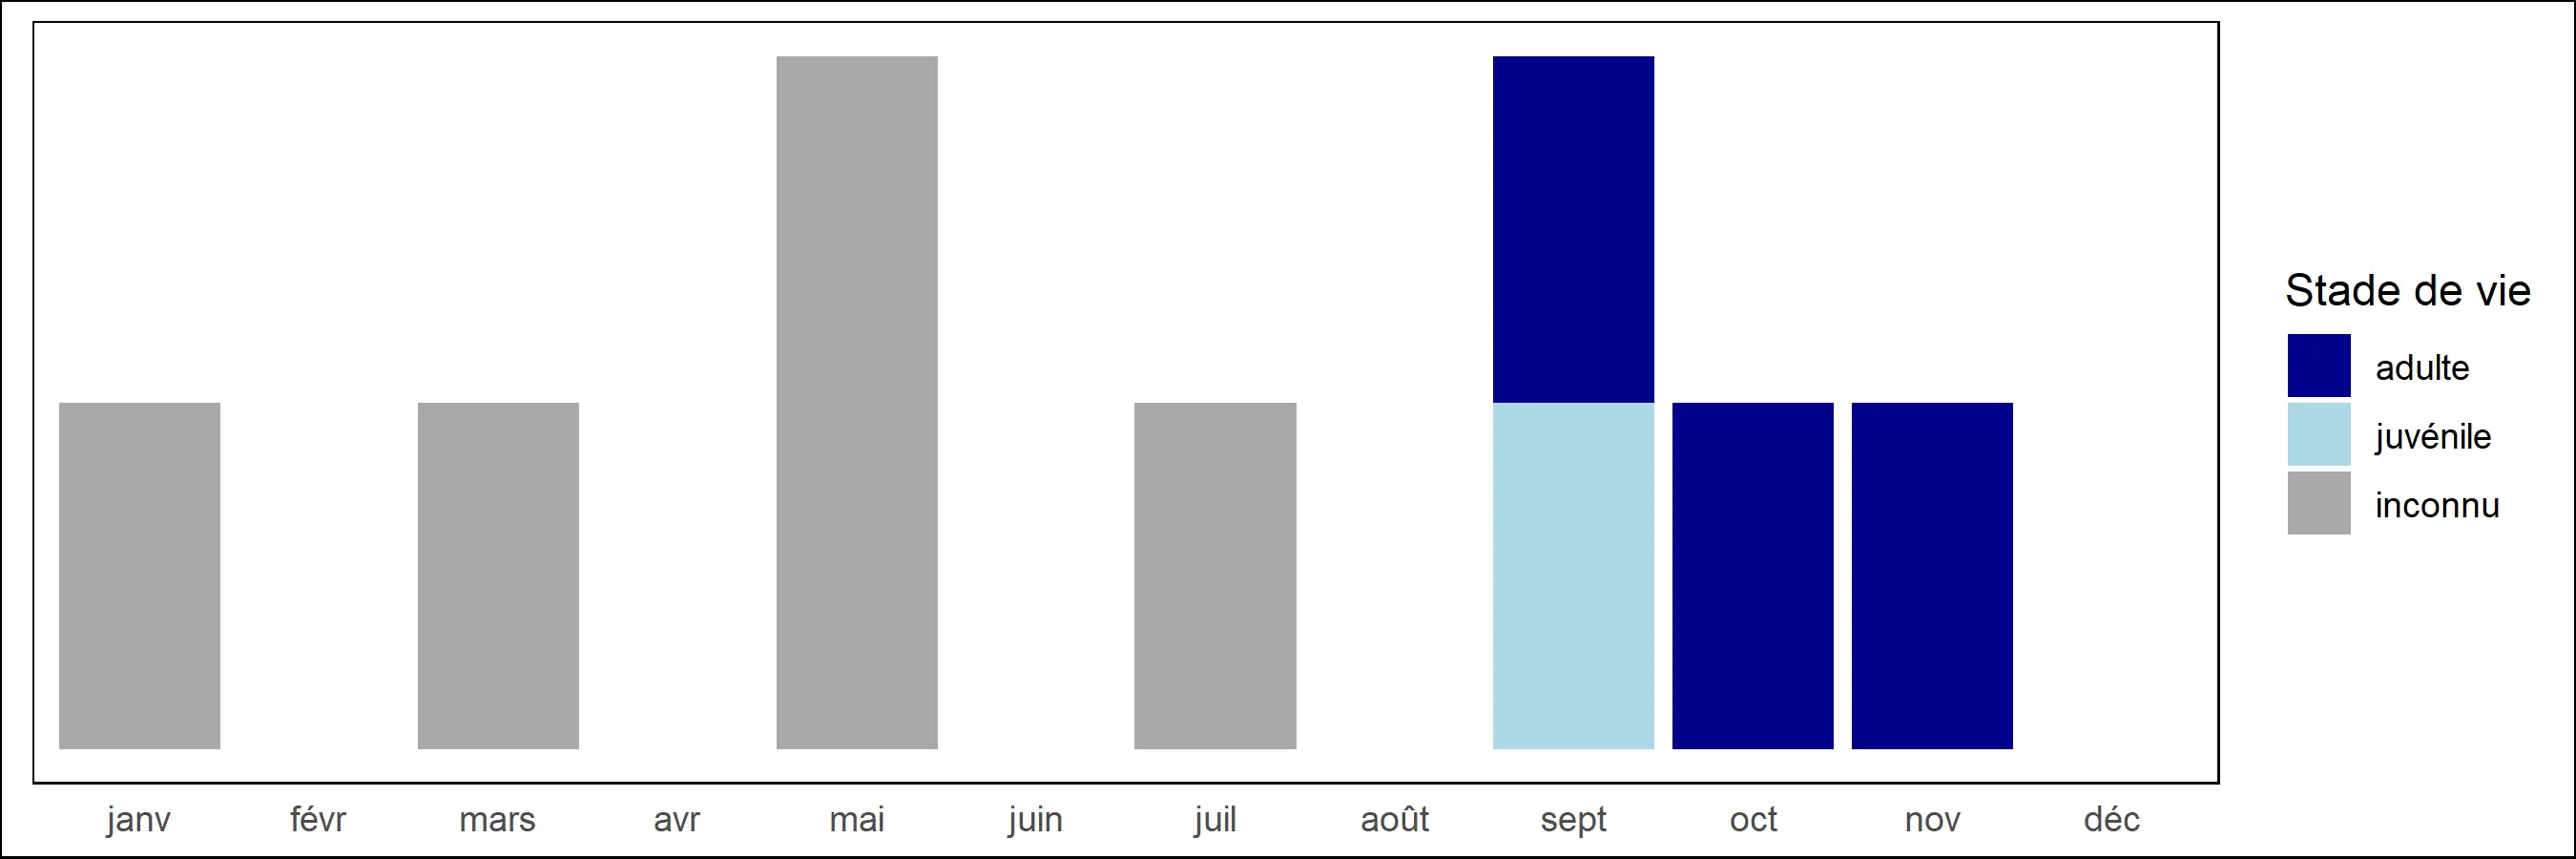 Stade de vie
adulte
juvénile
inconnu
janv févr mars avr mai juin juil août sept oct nov déc